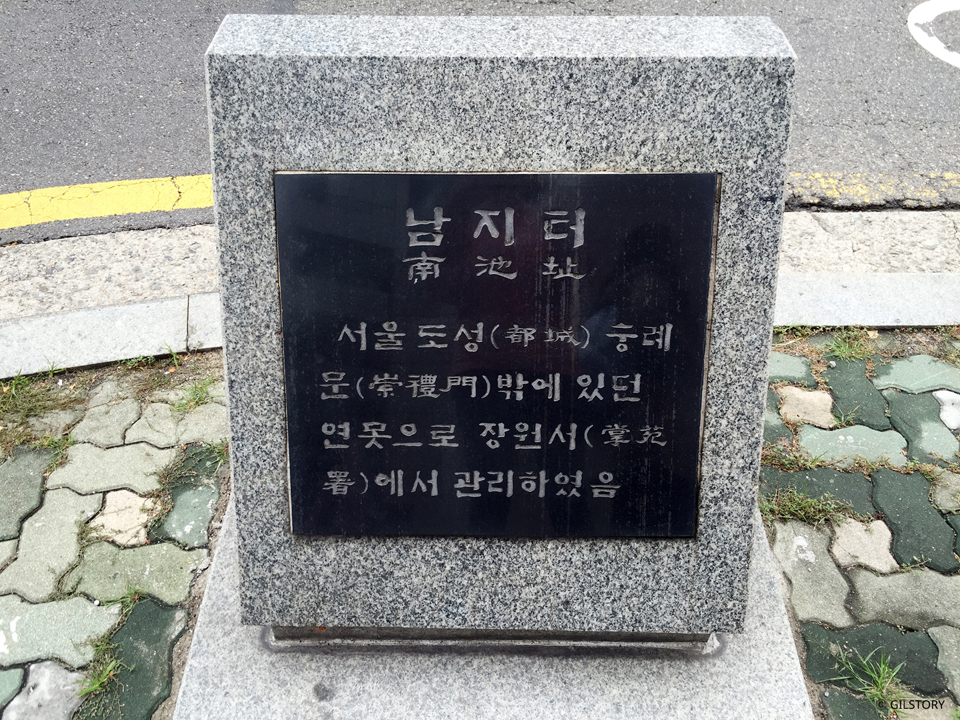 남지터
南池址
서울도성(都城) 숭례
문(崇禮門)밖에 있던
연못으로 장원서(掌苑
署)에서 관리하였음
© GILSTORY